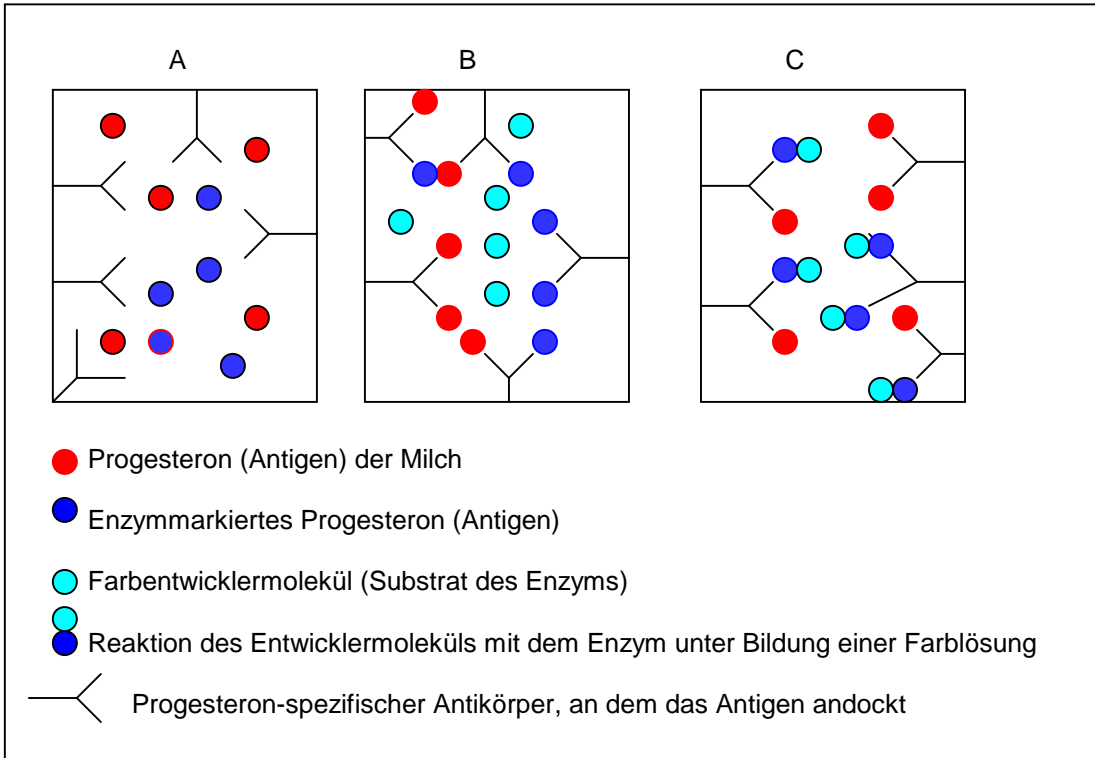 A B C
Progesteron (Antigen) der Milch
Enzymmarkiertes Progesteron (Antigen)
Farbentwicklermolekül (Substrat des Enzyms)
Reaktion des Entwicklermoleküls mit dem Enzym unter Bildung einer Farblösung
Progesteron-spezifischer Antikörper, an dem das Antigen andockt